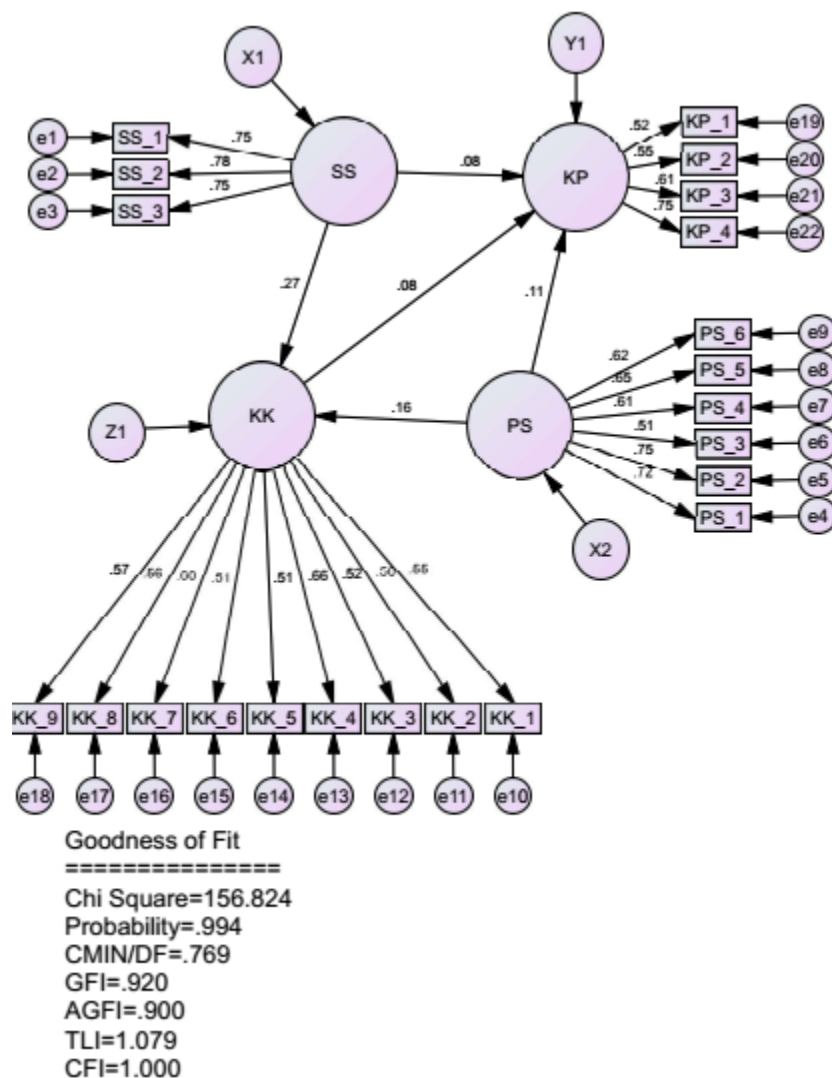 X1
Y1
e1
SS_1
.75
SS
.08
KP
.52
KP_1
e19
e2
SS_2
.78
.55
KP_2
e20
e3
SS_3
.75
.61
KP_3
e21
.75
KP_4
e22
.27
.08
.11
.62
PS_6
e9
.65
PS_5
e8
.61
PS_4
e7
Z1
KK
.16
PS
.51
PS_3
e6
.75
PS_2
e5
.72
PS_1
e4
X2
.57
.51
.51
.66
.52
KK_9
KK_8
KK_7
KK_6
KK_5
KK_4
KK_3
KK_2
KK_1
e18
e17
e16
e15
e14
e13
e12
e11
e10
Goodness of Fit
================
Chi Square=156.824
Probability=.994
CMIN/DF=.769
GFI=.920
AGFI=.900
TLI=1.079
CFI=1.000